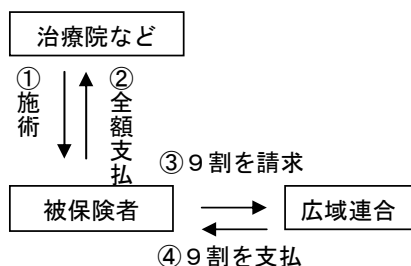 治療院など
①施術
②全額支払
③９割を請求
被保険者
広域連合
④９割を支払